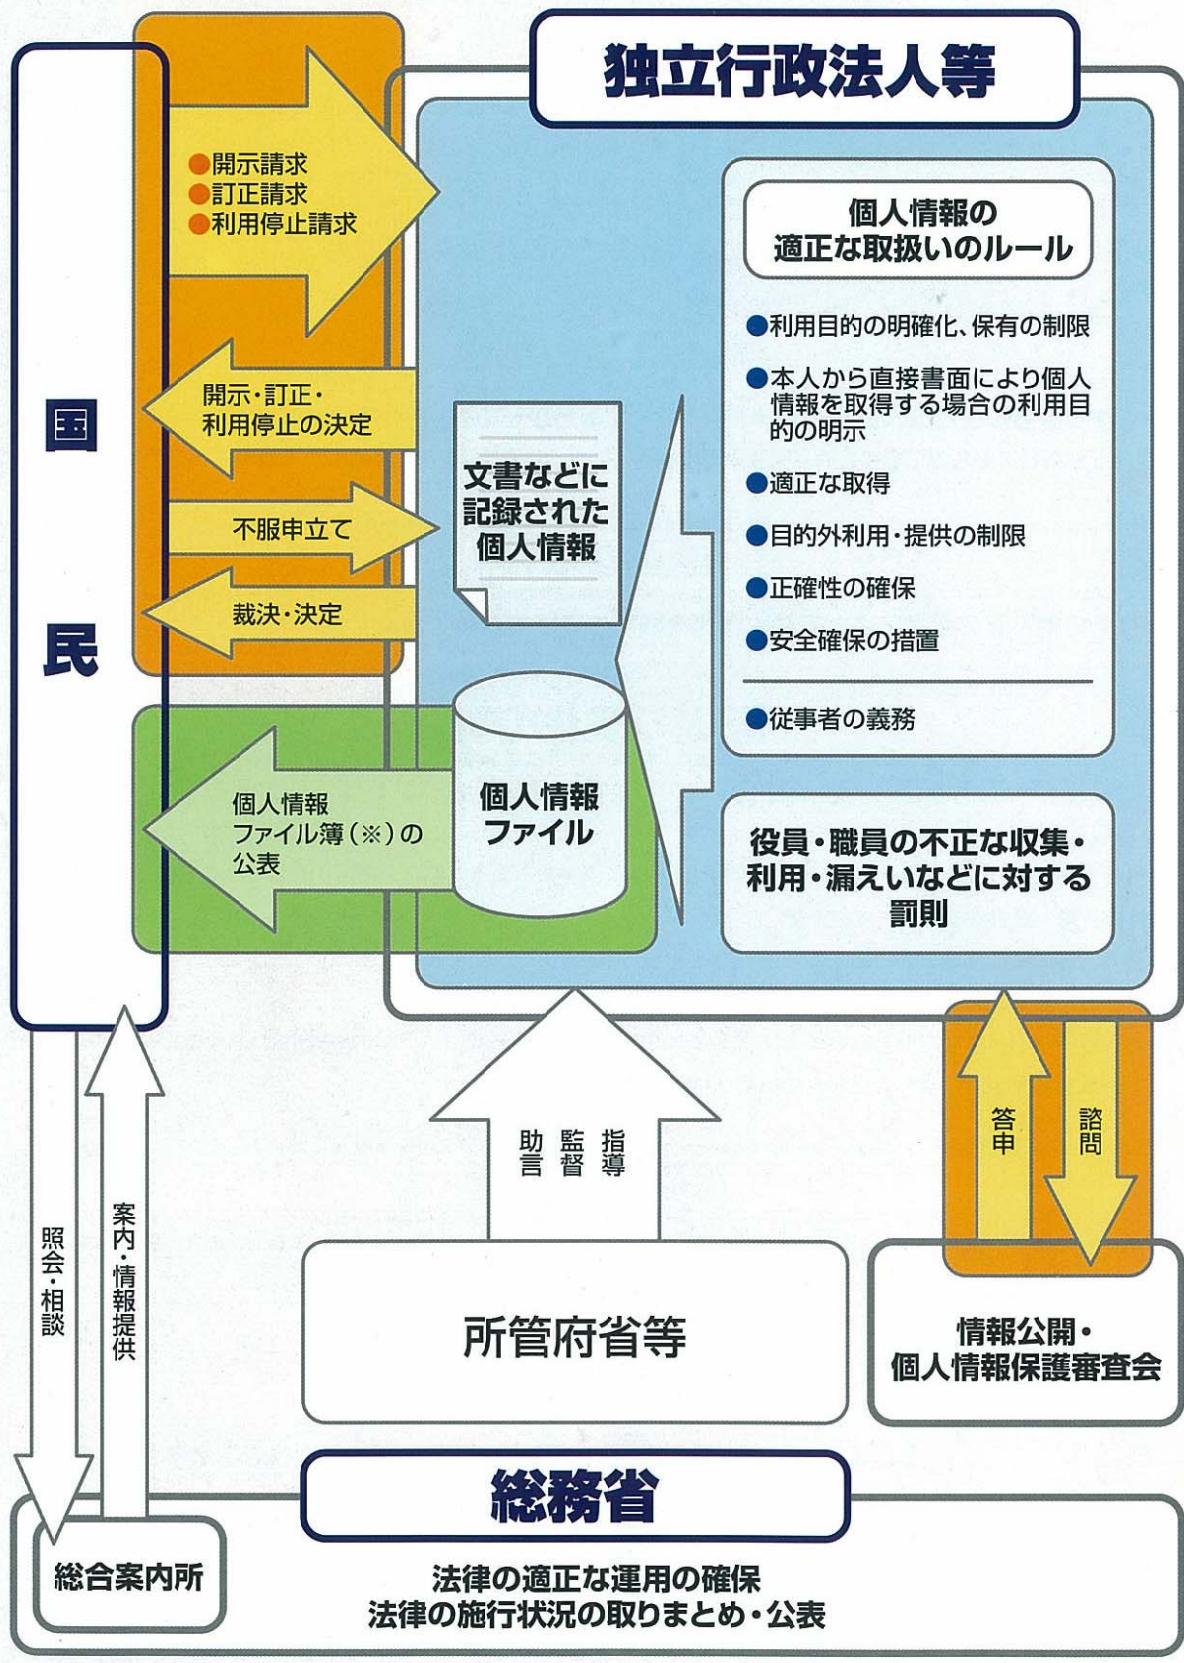 独立行政法人等
国民
●開示請求
●訂正請求
●利用停止請求
開示・訂正・
利用停止の決定
不服申立て
裁決・決定
個人情報
ファイル簿(※)の
公表
文書などに
記録された
個人情報
個人情報
ファイル
個人情報の
適正な取扱いのルール
●利用目的の明確化、保有の制限
●本人から直接書面により個人
情報を取得する場合の利用目
的の明示
●適正な取得
●目的外利用・提供の制限
●正確性の確保
●安全確保の措置
●従事者の義務
役員・職員の不正な収集・
利用・漏えいなどに対する
罰則
照会・相談
案内・情報提供
指導
監督
助言
答申
諮問
所管府省等
情報公開・
個人情報保護審査会
総務省
総合案内所
法律の適正な運用の確保
法律の施行状況の取りまとめ・公表